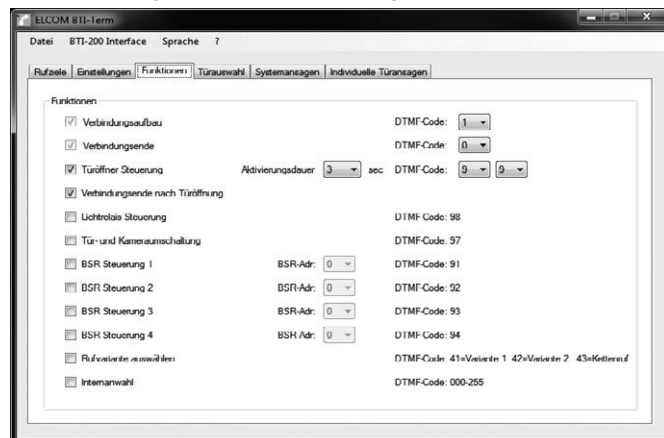 ELCOM BTI-Term
Datei BTI-200 Interface Sprache ?
Rufziele Einstellungen Funktionen Türauswahl Systemansagen Individuelle Türansagen
Funktionen
Verbindungsaufbau DTMF-Code: 1
Verbindungsende DTMF-Code: 0
Türöffner Steuerung Aktivierungsdauer 3 sec DTMF-Code: 9 9
Verbindungsende nach Türöffnung
Lichtrelais Steuerung DTMF-Code: 98
Tür- und Kameraumschaltung DTMF-Code: 97
BSR Steuerung 1 BSR-Adr: 0 DTMF-Code: 91
BSR Steuerung 2 BSR-Adr: 0 DTMF-Code: 92
BSR Steuerung 3 BSR-Adr: 0 DTMF-Code: 93
BSR Steuerung 4 BSR-Adr: 0 DTMF-Code: 94
Rufvariante auswählen DTMF-Code: 41=Variante 1 42=Variante 2 43=Kettenruf
Internanwahl DTMF-Code: 000-255